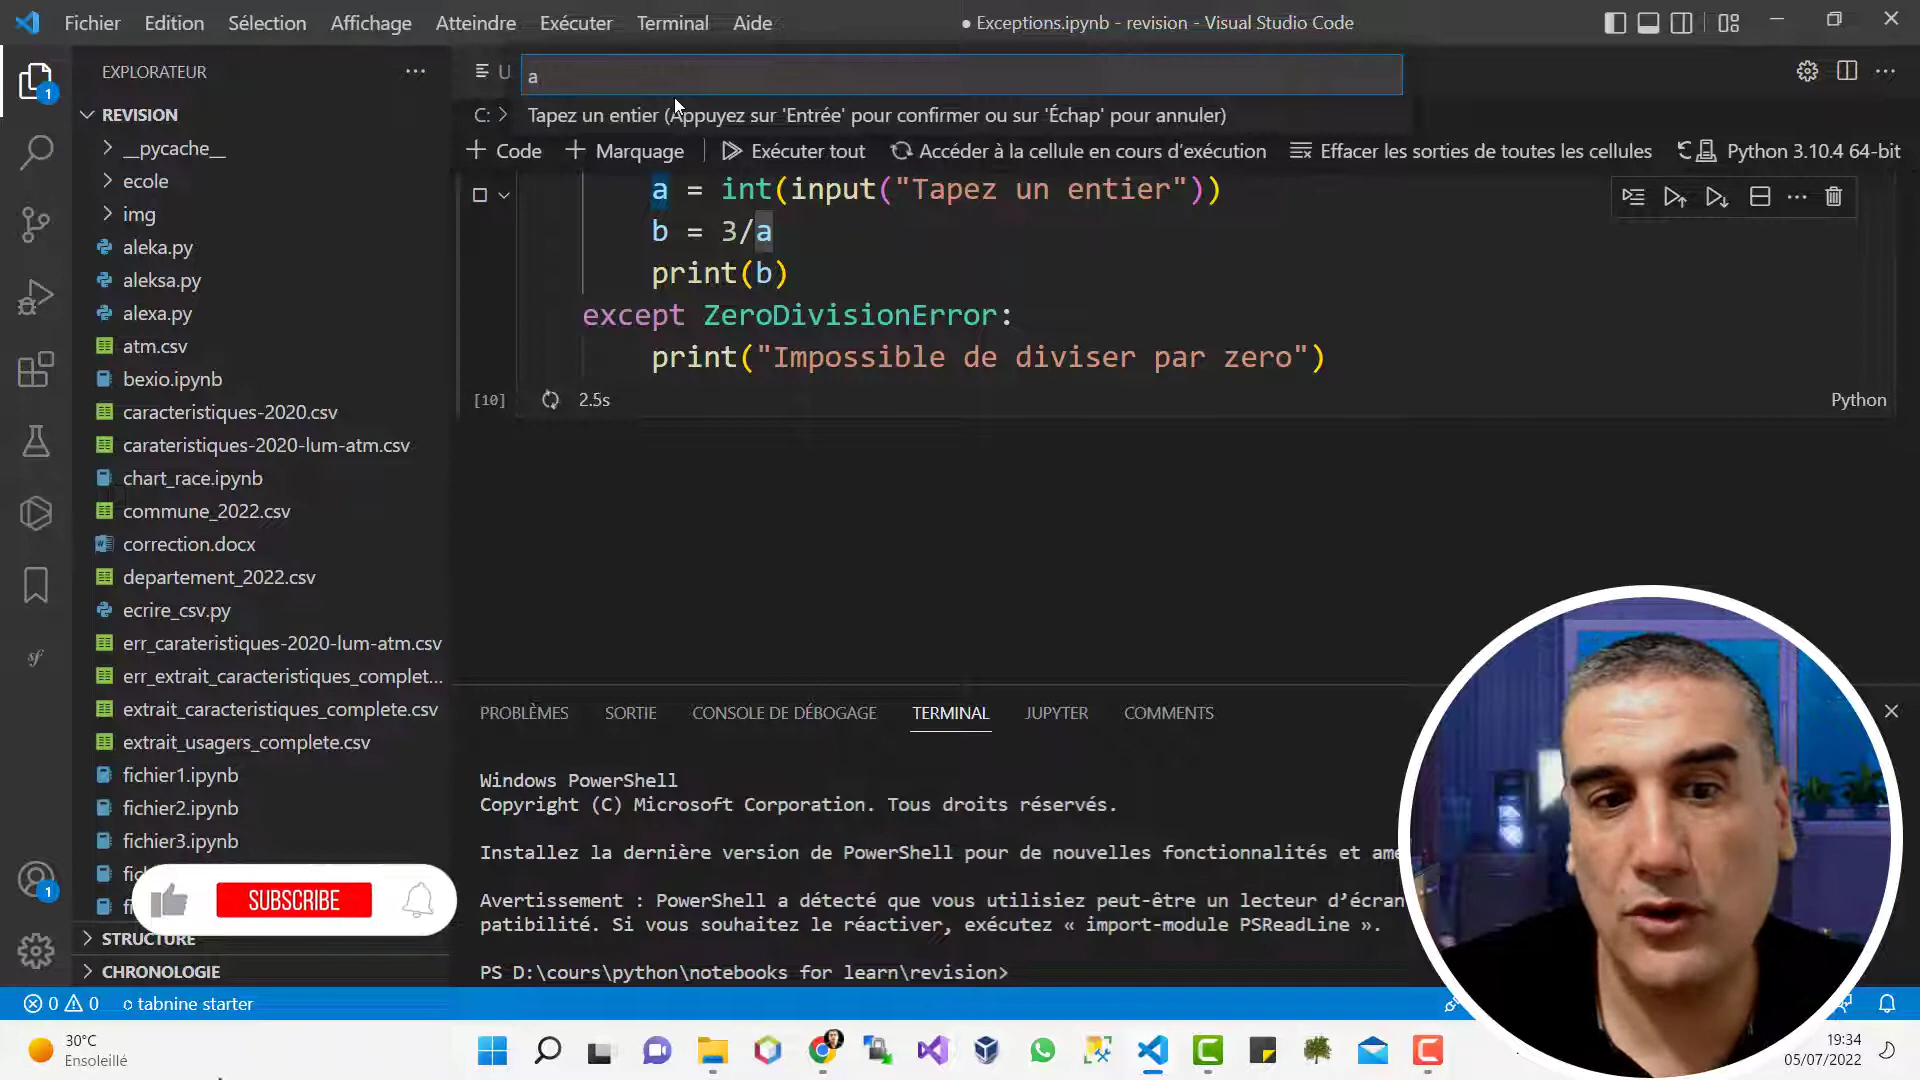 Fichier Edition Sélection Affichage Atteindre Exécuter Terminal Aide
● Exceptions.ipynb - revision - Visual Studio Code
EXPLORATEUR
U
a
C: > Tapez un entier (Appuyez sur 'Entrée' pour confirmer ou sur 'Échap' pour annuler)
+ Code + Marquage Exécuter tout Accéder à la cellule en cours d'exécution Effacer les sorties de toutes les cellules Python 3.10.4 64-bit
REVISION
__pycache__
ecole
img
aleka.py
aleksa.py
alexa.py
atm.csv
bexio.ipynb
caracteristiques-2020.csv
carateristiques-2020-lum-atm.csv
chart_race.ipynb
commune_2022.csv
correction.docx
departement_2022.csv
ecrire_csv.py
err_carateristiques-2020-lum-atm.csv
err_extrait_caracteristiques_complet...
extrait_caracteristiques_complete.csv
extrait_usagers_complete.csv
fichier1.ipynb
fichier2.ipynb
fichier3.ipynb
SUBSCRIBE
STRUCTURE
CHRONOLOGIE
a = int(input("Tapez un entier"))
b = 3/a
print(b)
except ZeroDivisionError:
print("Impossible de diviser par zero")
[10] 2.5s Python
PROBLÈMES SORTIE CONSOLE DE DÉBOGAGE TERMINAL JUPYTER COMMENTS
Windows PowerShell
Copyright (C) Microsoft Corporation. Tous droits réservés.
Installez la dernière version de PowerShell pour de nouvelles fonctionnalités et amé
Avertissement : PowerShell a détecté que vous utilisiez peut-être un lecteur d'écran
patibilité. Si vous souhaitez le réactiver, exécutez « import-module PSReadLine ».
PS D:\cours\python\notebooks for learn\revision>
1
1
0 0 tabnine starter
30°C
Ensoleillé
19:34
05/07/2022